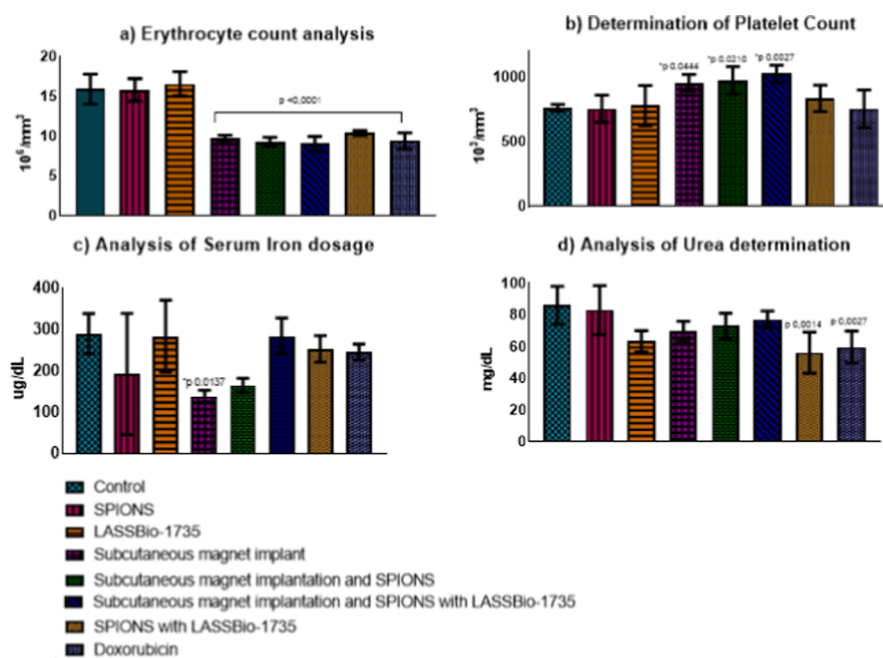 a) Erythrocyte count analysis
20
15
10
5
0
10⁶/mm³
p <0,0001
b) Determination of Platelet Count
1000
500
0
10³/mm³
*p 0.0444
*p 0.0210
*p 0.0027
c) Analysis of Serum Iron dosage
400
300
200
100
0
ug/dL
*p 0,0137
d) Analysis of Urea determination
100
80
60
40
20
0
mg/dL
p 0,0014
p 0,0027
Control
SPIONS
LASSBio-1735
Subcutaneous magnet implant
Subcutaneous magnet implantation and SPIONS
Subcutaneous magnet implantation and SPIONS with LASSBio-1735
SPIONS with LASSBio-1735
Doxorubicin